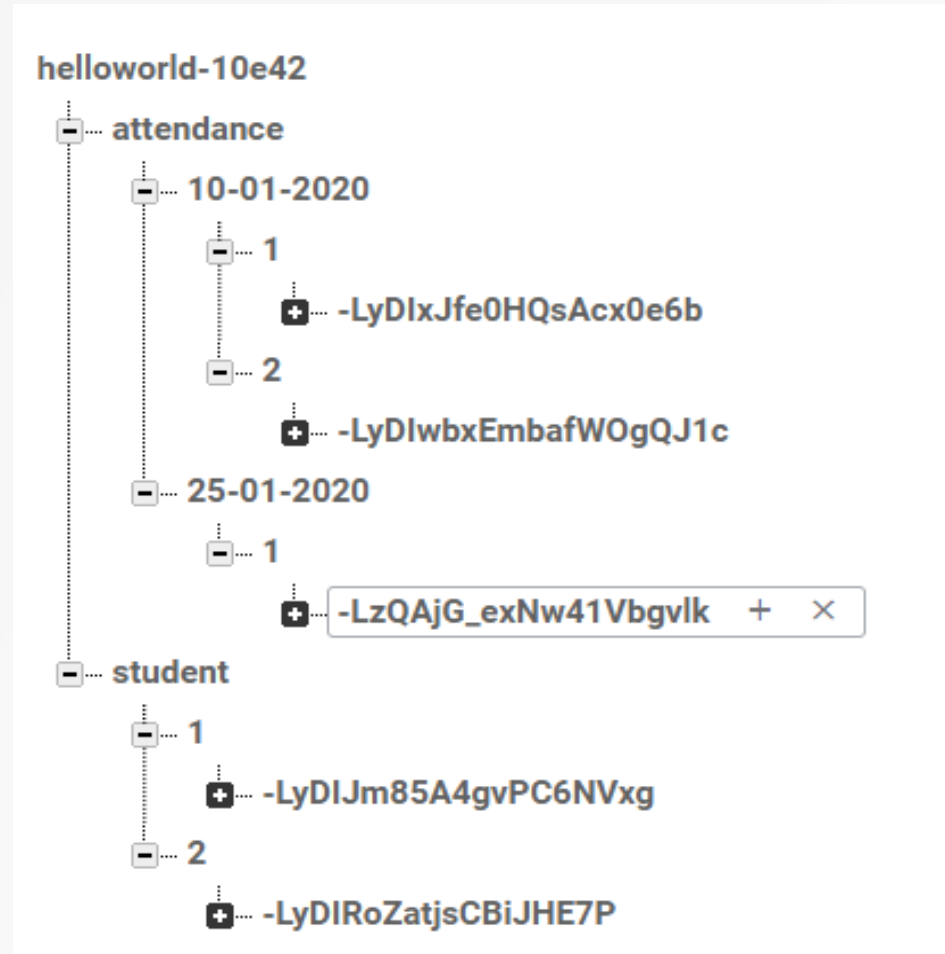 helloworld-10e42
attendance
10-01-2020
1
-LyDIxJfe0HQsAcx0e6b
2
-LyDIwbxEmbafWOgQJ1c
25-01-2020
1
-LzQAjG_exNw41Vbgvlk + ×
student
1
-LyDIJm85A4gvPC6NVxg
2
-LyDIRoZatjsCBiJHE7P